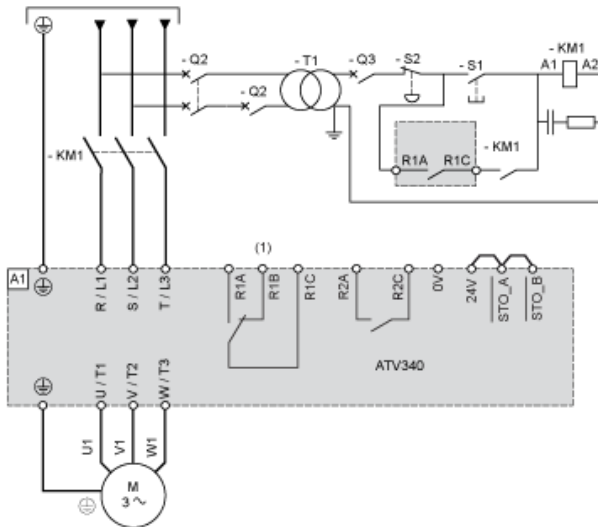 - Q2
- T1
- Q3
- S2
- S1
- KM1
A1
A2
- Q2
- KM1
R1A
R1C
- KM1
(1)
A1
R / L1
S / L2
T / L3
R1A
R1B
R1C
R2A
R2C
0V
24V
STO_A
STO_B
ATV340
U / T1
V / T2
W / T3
U1
V1
W1
M
3 ~